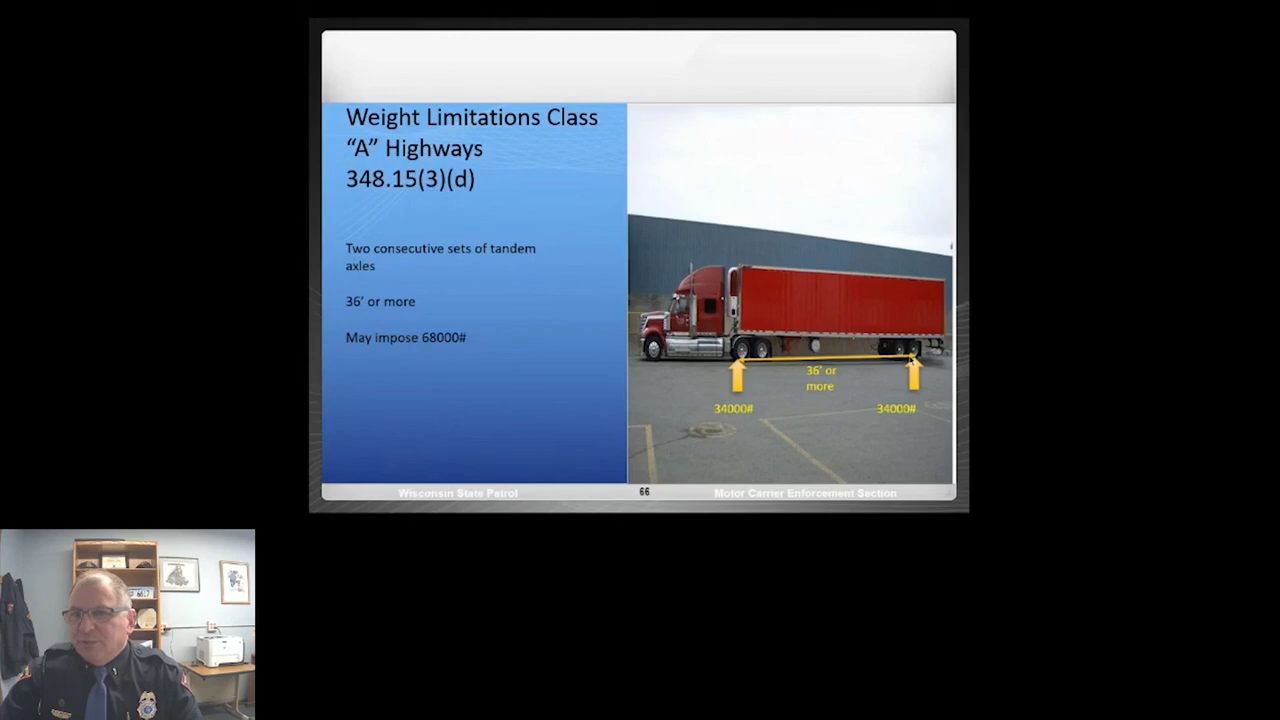 Weight Limitations Class
“A” Highways
348.15(3)(d)
Two consecutive sets of tandem
axles
36’ or more
May impose 68000#
36’ or
more
34000#
34000#
Wisconsin State Patrol
66
Motor Carrier Enforcement Section